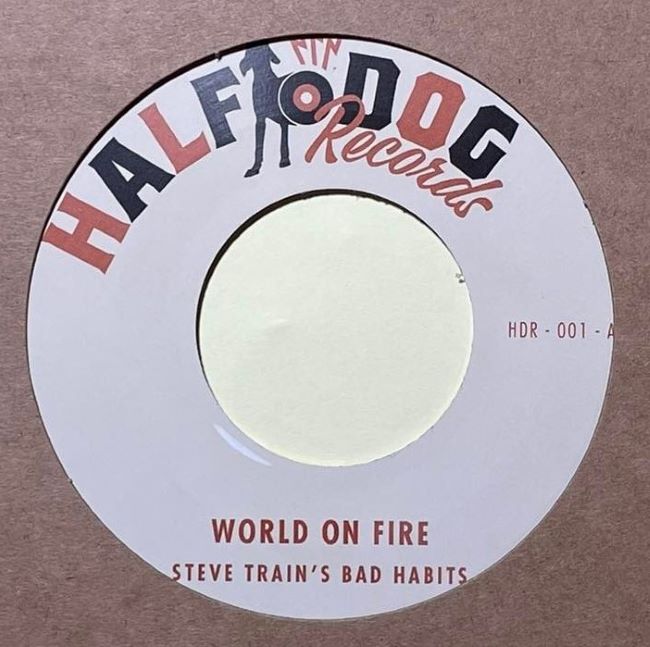 HALF DOG
Records
HDR - 001 - A
WORLD ON FIRE
STEVE TRAIN'S BAD HABITS